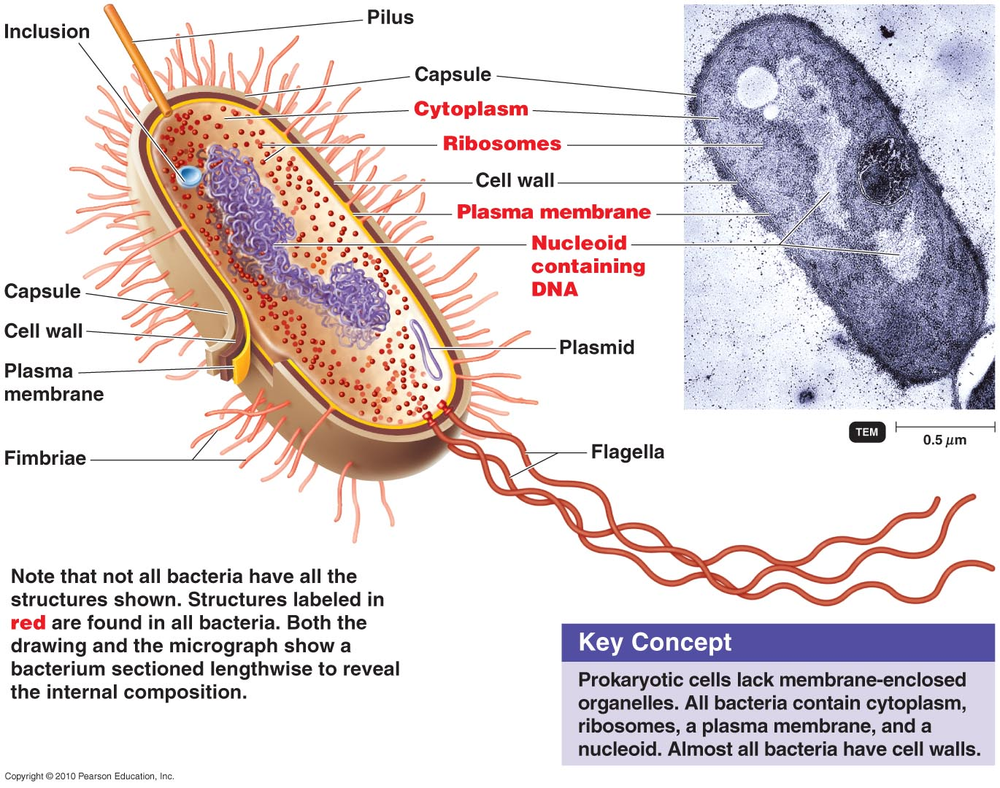 Pilus
Inclusion
Capsule
Cytoplasm
Ribosomes
Cell wall
Plasma membrane
Nucleoid
containing
DNA
Capsule
Cell wall
Plasma
membrane
Plasmid
Fimbriae
Flagella
TEM
0.5 μm
Note that not all bacteria have all the
structures shown. Structures labeled in
red are found in all bacteria. Both the
drawing and the micrograph show a
bacterium sectioned lengthwise to reveal
the internal composition.
Key Concept
Prokaryotic cells lack membrane-enclosed
organelles. All bacteria contain cytoplasm,
ribosomes, a plasma membrane, and a
nucleoid. Almost all bacteria have cell walls.
Copyright © 2010 Pearson Education, Inc.